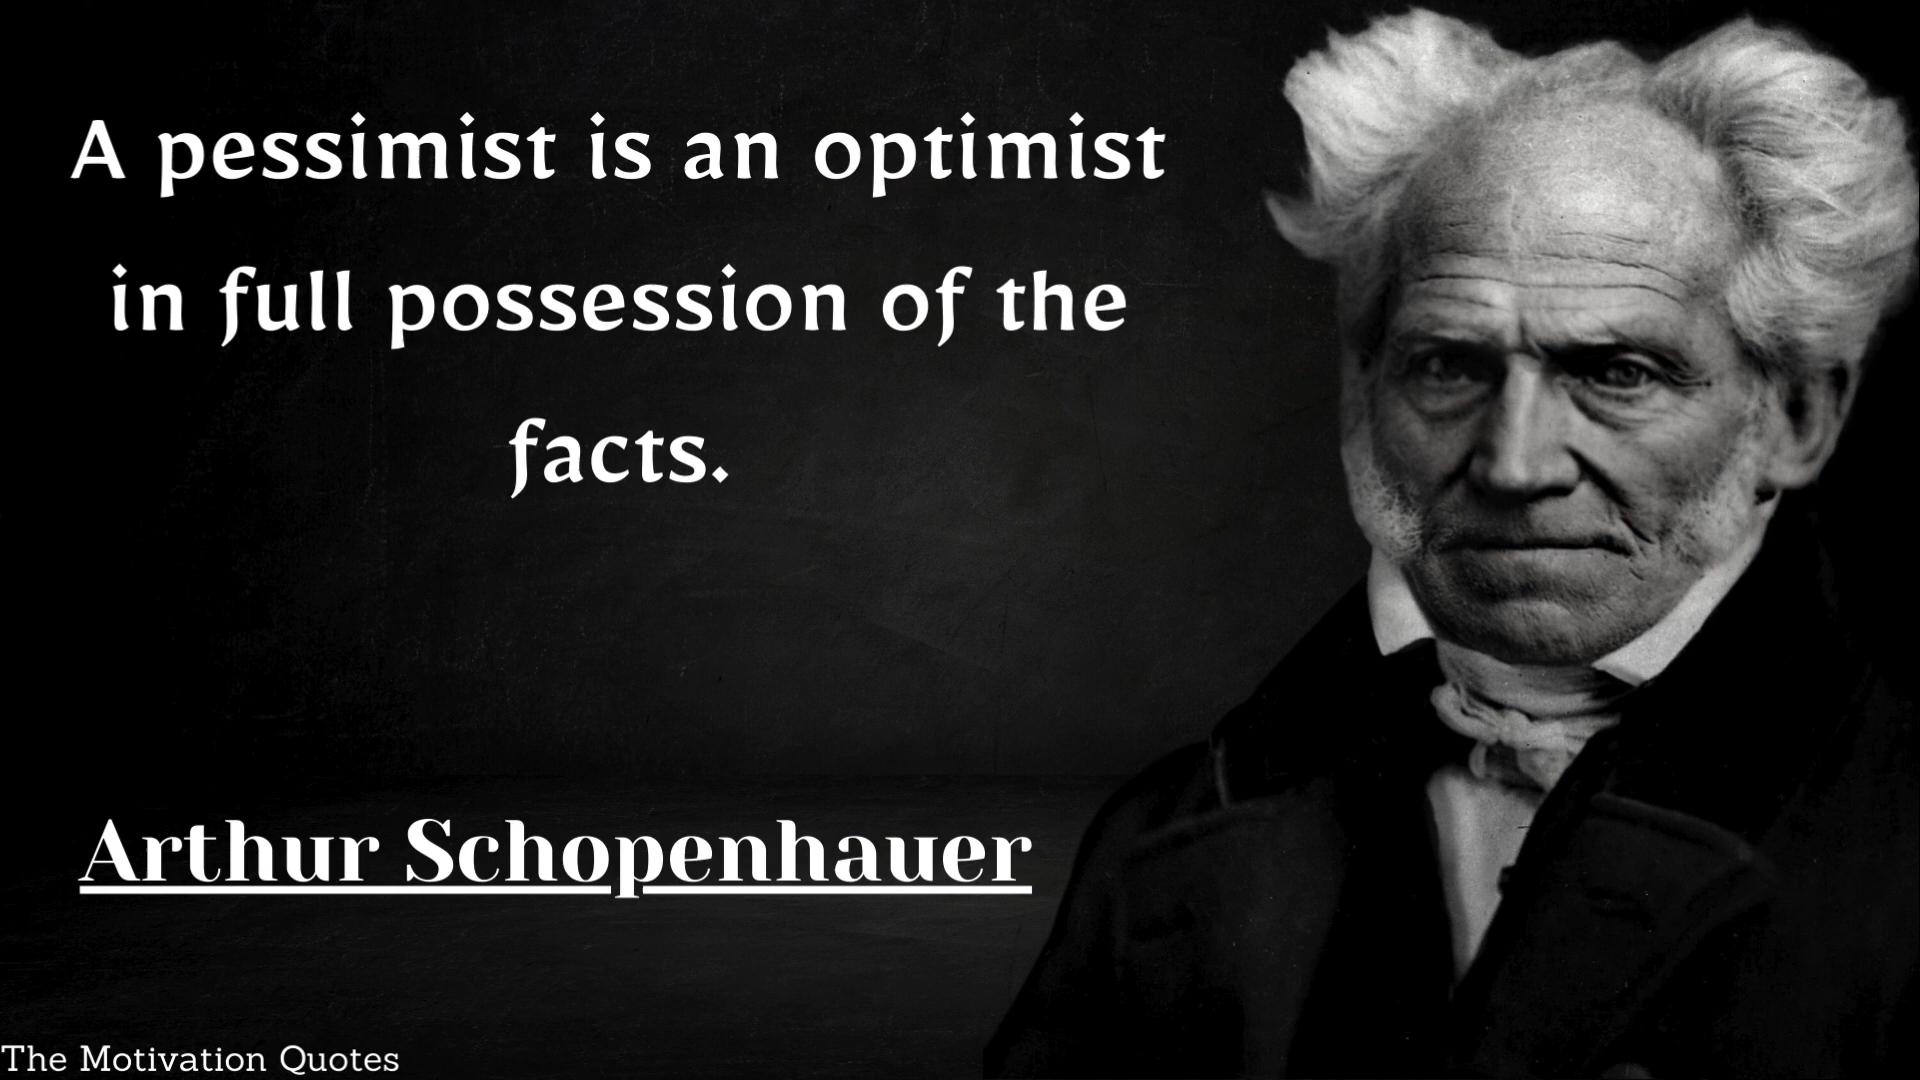 A pessimist is an optimist
in full possession of the
facts.
Arthur Schopenhauer
The Motivation Quotes